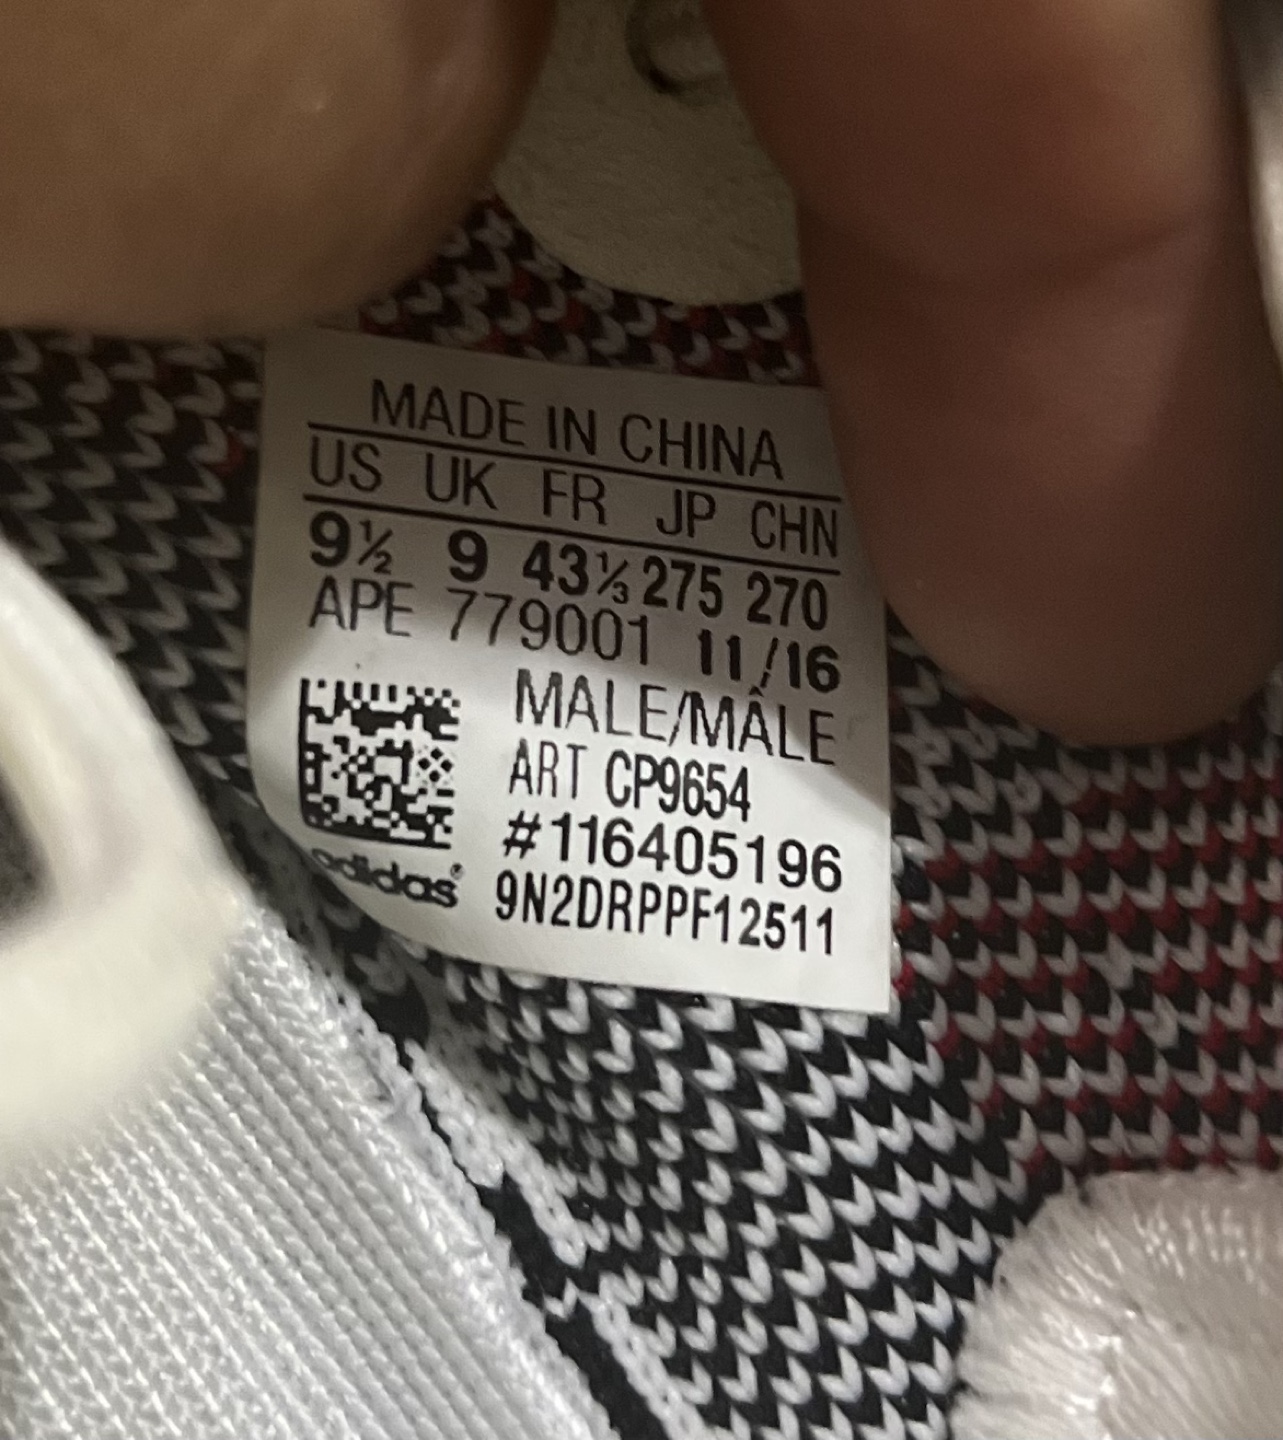 MADE IN CHINA
US UK FR JP CHN
9½ 9 43⅓ 275 270
APE 779001 11/16
MALE/MÂLE
ART CP9654
#116405196
adidas® 9N2DRPPF12511